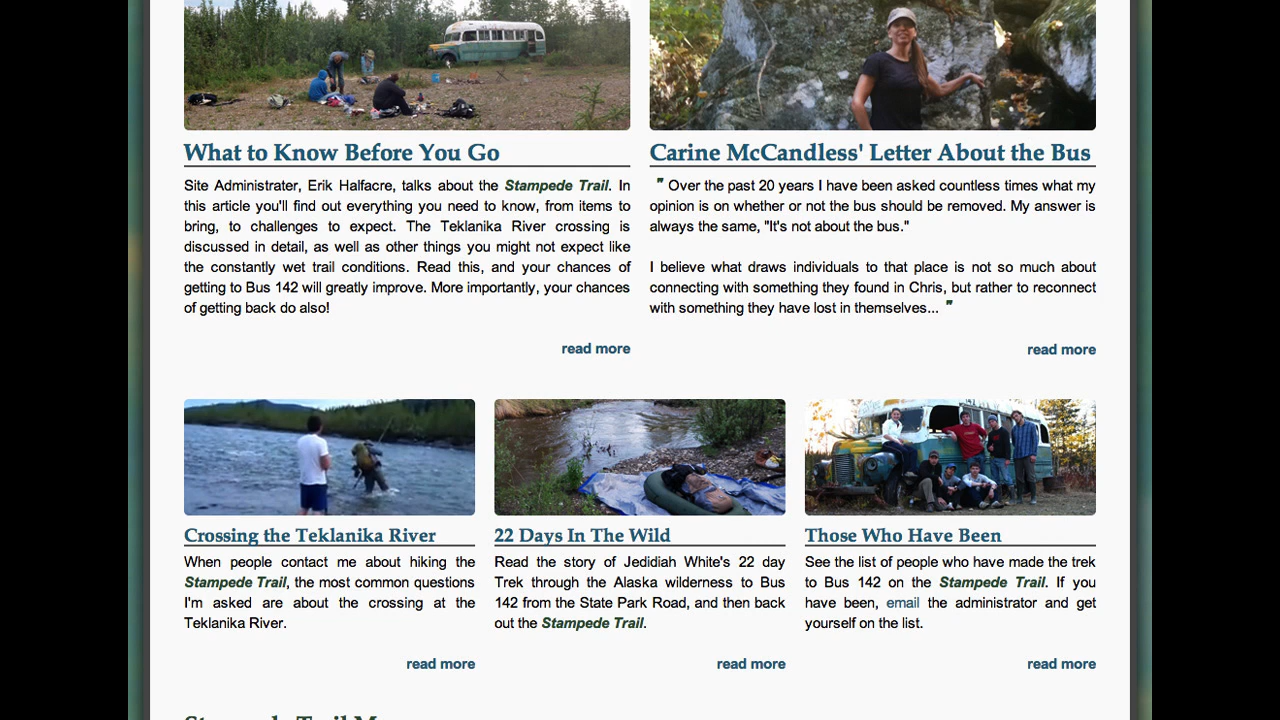 What to Know Before You Go
Site Administrater, Erik Halfacre, talks about the Stampede Trail. In
this article you'll find out everything you need to know, from items to
bring, to challenges to expect. The Teklanika River crossing is
discussed in detail, as well as other things you might not expect like
the constantly wet trail conditions. Read this, and your chances of
getting to Bus 142 will greatly improve. More importantly, your chances
of getting back do also!
read more
Carine McCandless' Letter About the Bus
" Over the past 20 years I have been asked countless times what my
opinion is on whether or not the bus should be removed. My answer is
always the same, "It's not about the bus."
I believe what draws individuals to that place is not so much about
connecting with something they found in Chris, but rather to reconnect
with something they have lost in themselves... "
read more
Crossing the Teklanika River
When people contact me about hiking the
Stampede Trail, the most common questions
I'm asked are about the crossing at the
Teklanika River.
read more
22 Days In The Wild
Read the story of Jedidiah White's 22 day
Trek through the Alaska wilderness to Bus
142 from the State Park Road, and then back
out the Stampede Trail.
read more
Those Who Have Been
See the list of people who have made the trek
to Bus 142 on the Stampede Trail. If you
have been, email the administrator and get
yourself on the list.
read more